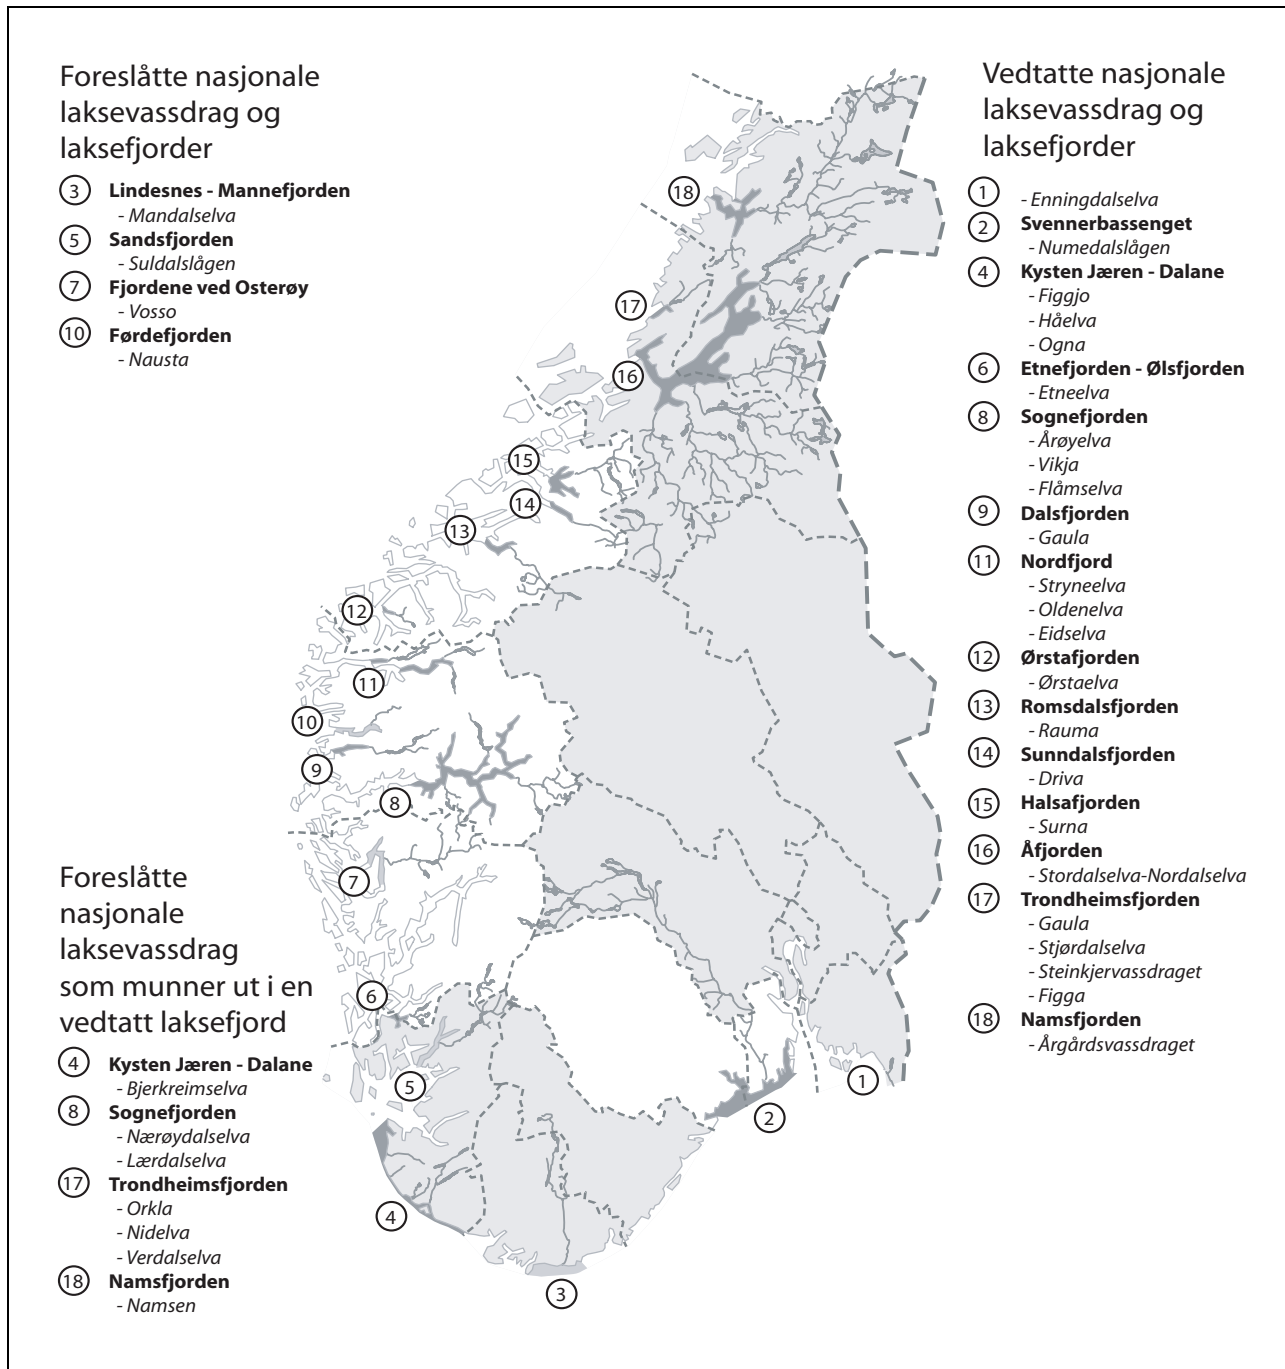 Foreslåtte nasjonale
laksevassdrag og
laksefjorder
3 Lindesnes - Mannefjorden
- Mandalselva
5 Sandsfjorden
- Suldalslågen
7 Fjordene ved Osterøy
- Vosso
10 Førdefjorden
- Nausta
Foreslåtte
nasjonale
laksevassdrag
som munner ut i en
vedtatt laksefjord
4 Kysten Jæren - Dalane
- Bjerkreimselva
8 Sognefjorden
- Nærøydalselva
- Lærdalselva
17 Trondheimsfjorden
- Orkla
- Nidelva
- Verdalselva
18 Namsfjorden
- Namsen
18
17
16
15
14
13
12
11
10
9
8
7
6
5
4
3
2
1
Vedtatte nasjonale
laksevassdrag og
laksefjorder
1 - Enningdalselva
2 Svennerbassenget
- Numedalslågen
4 Kysten Jæren - Dalane
- Figgjo
- Håelva
- Ogna
6 Etnefjorden - Ølsfjorden
- Etneelva
8 Sognefjorden
- Årøyelva
- Vikja
- Flåmselva
9 Dalsfjorden
- Gaula
11 Nordfjord
- Stryneelva
- Oldenelva
- Eidselva
12 Ørstafjorden
- Ørstaelva
13 Romsdalsfjorden
- Rauma
14 Sunndalsfjorden
- Driva
15 Halsafjorden
- Surna
16 Åfjorden
- Stordalselva-Nordalselva
17 Trondheimsfjorden
- Gaula
- Stjørdalselva
- Steinkjervassdraget
- Figga
18 Namsfjorden
- Årgårdsvassdraget